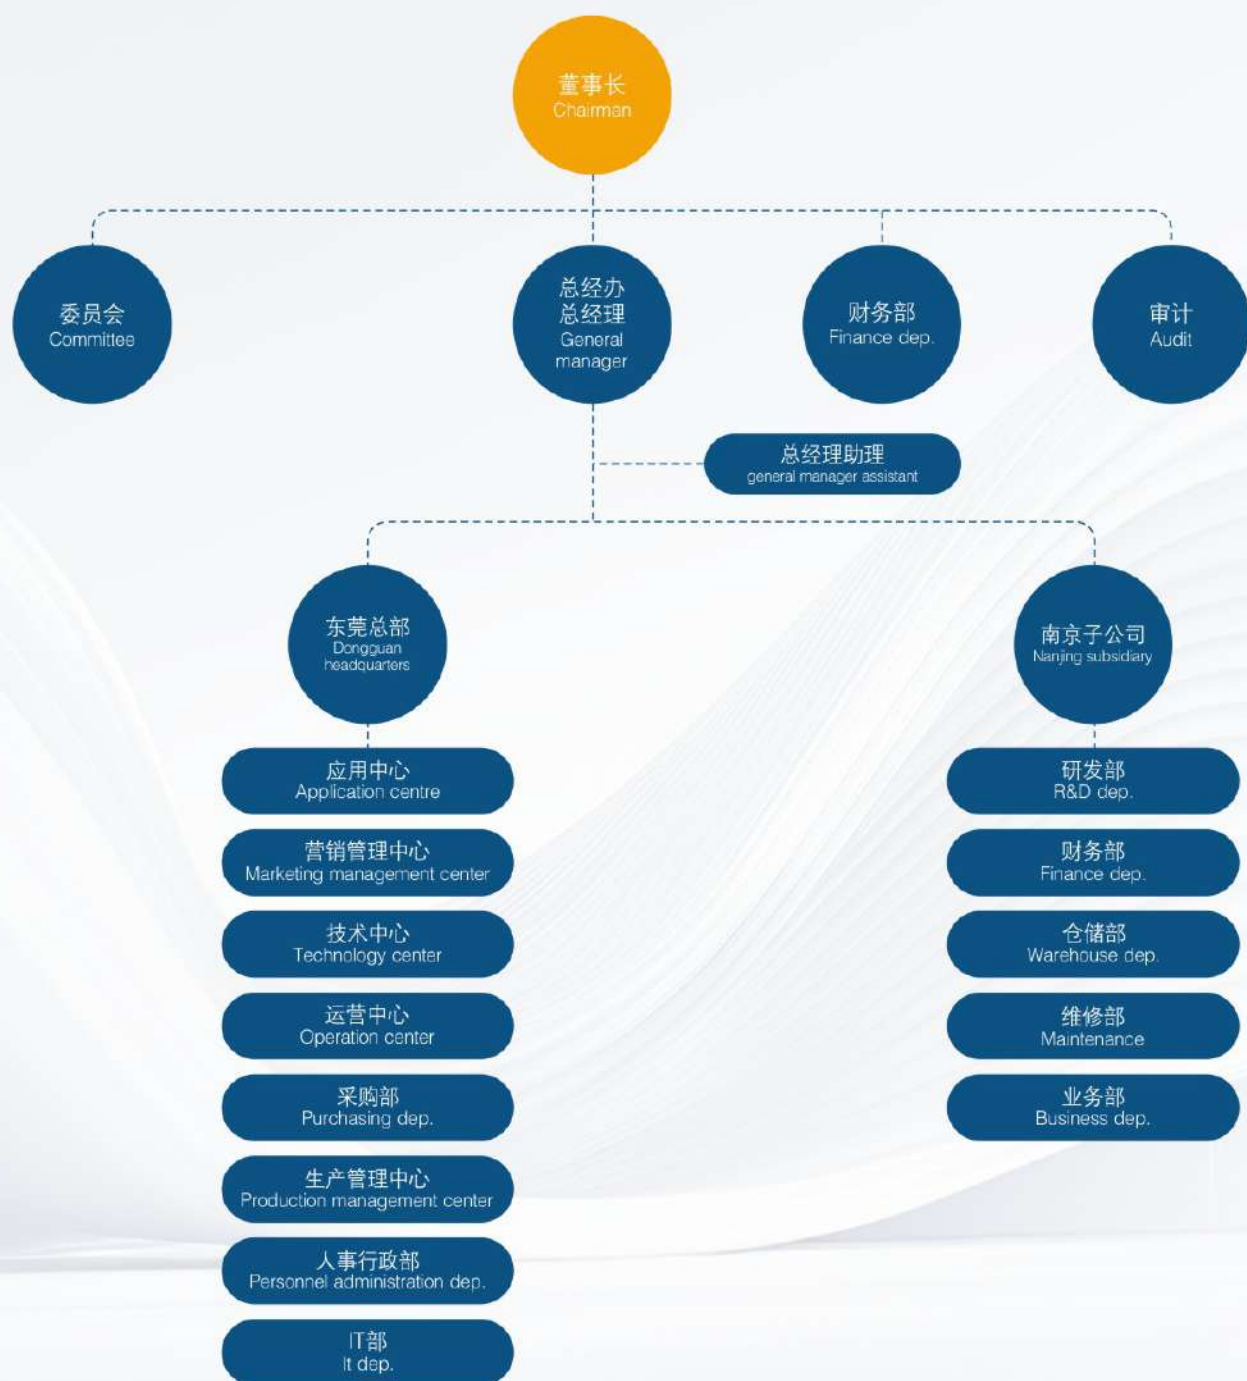 董事长
Chairman
委员会
Committee
总经办
总经理
General
manager
财务部
Finance dep.
审计
Audit
总经理助理
general manager assistant
东莞总部
Dongguan
headquarters
南京子公司
Nanjing subsidiary
应用中心
Application centre
营销管理中心
Marketing management center
技术中心
Technology center
运营中心
Operation center
采购部
Purchasing dep.
生产管理中心
Production management center
人事行政部
Personnel administration dep.
IT部
It dep.
研发部
R&D dep.
财务部
Finance dep.
仓储部
Warehouse dep.
维修部
Maintenance
业务部
Business dep.